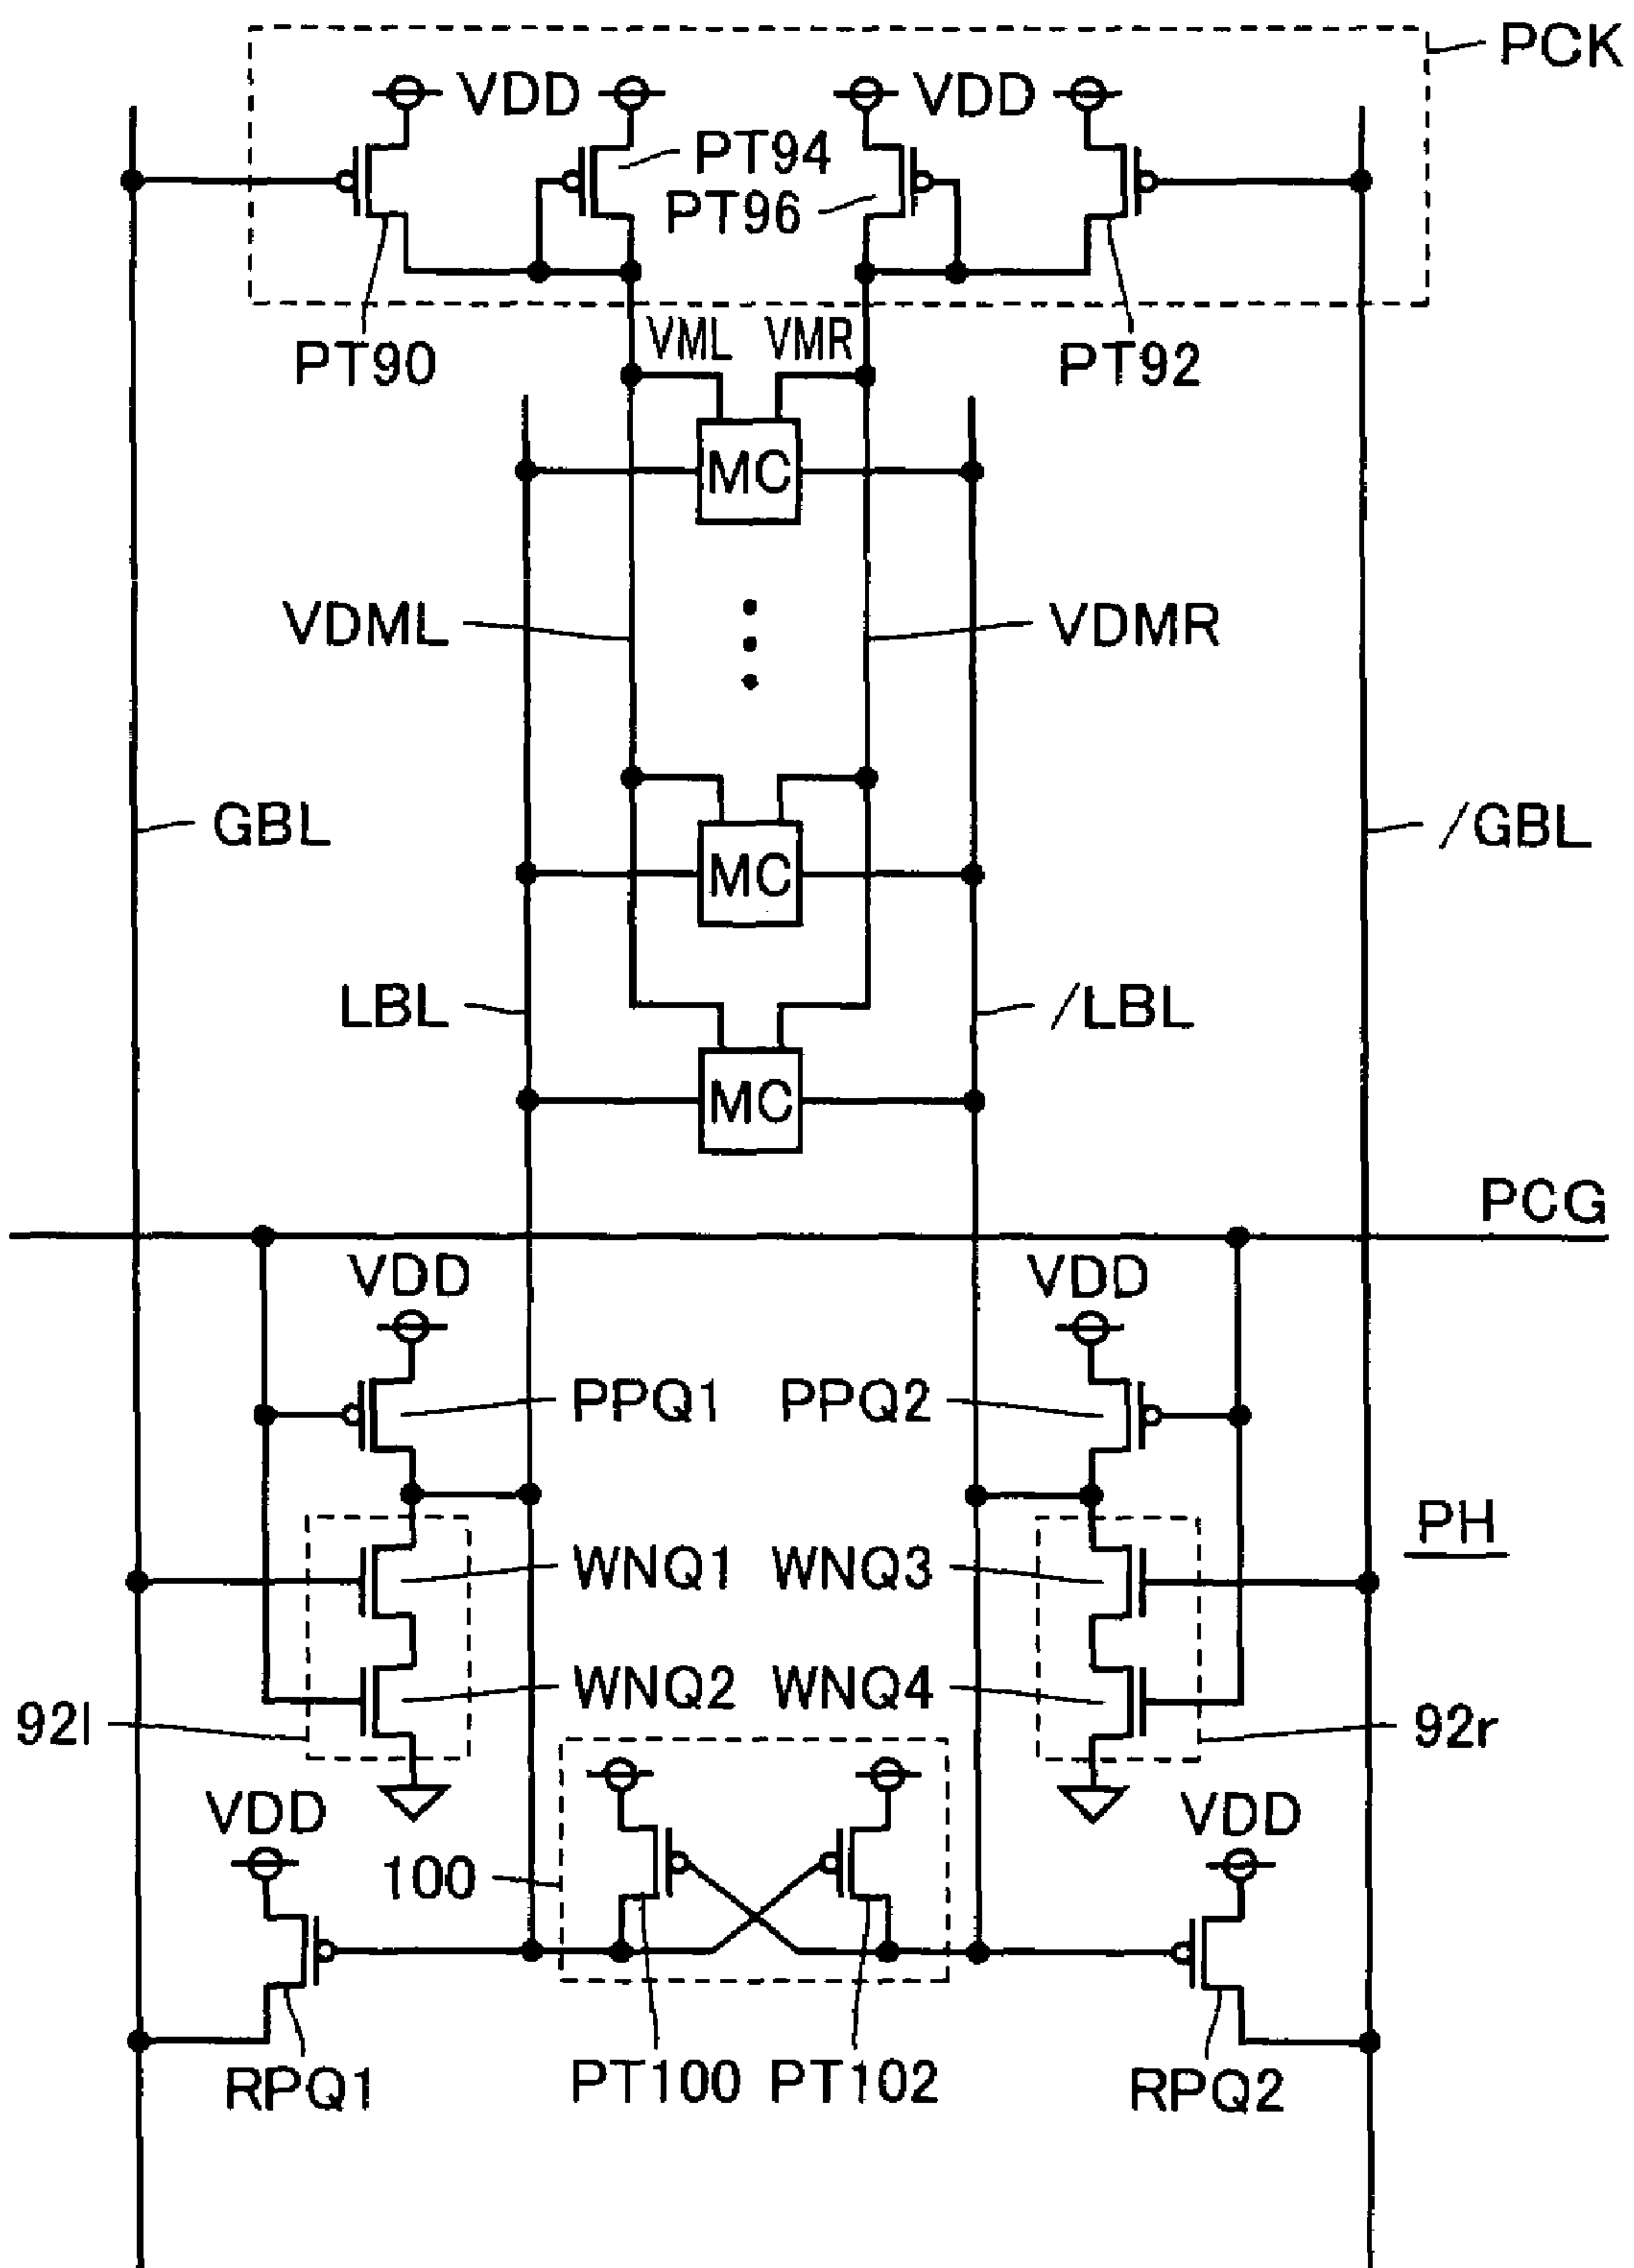 PCK
VDD VDD
PT94
PT96
VML VMR
PT90 PT92
MC
VDML VDMR
GBL /GBL
MC
LBL /LBL
MC
PCG
VDD VDD
PPQ1 PPQ2
PH
WNQ1 WNQ3
WNQ2 WNQ4
92l 92r
VDD VDD
100
PT100 PT102
RPQ1 RPQ2